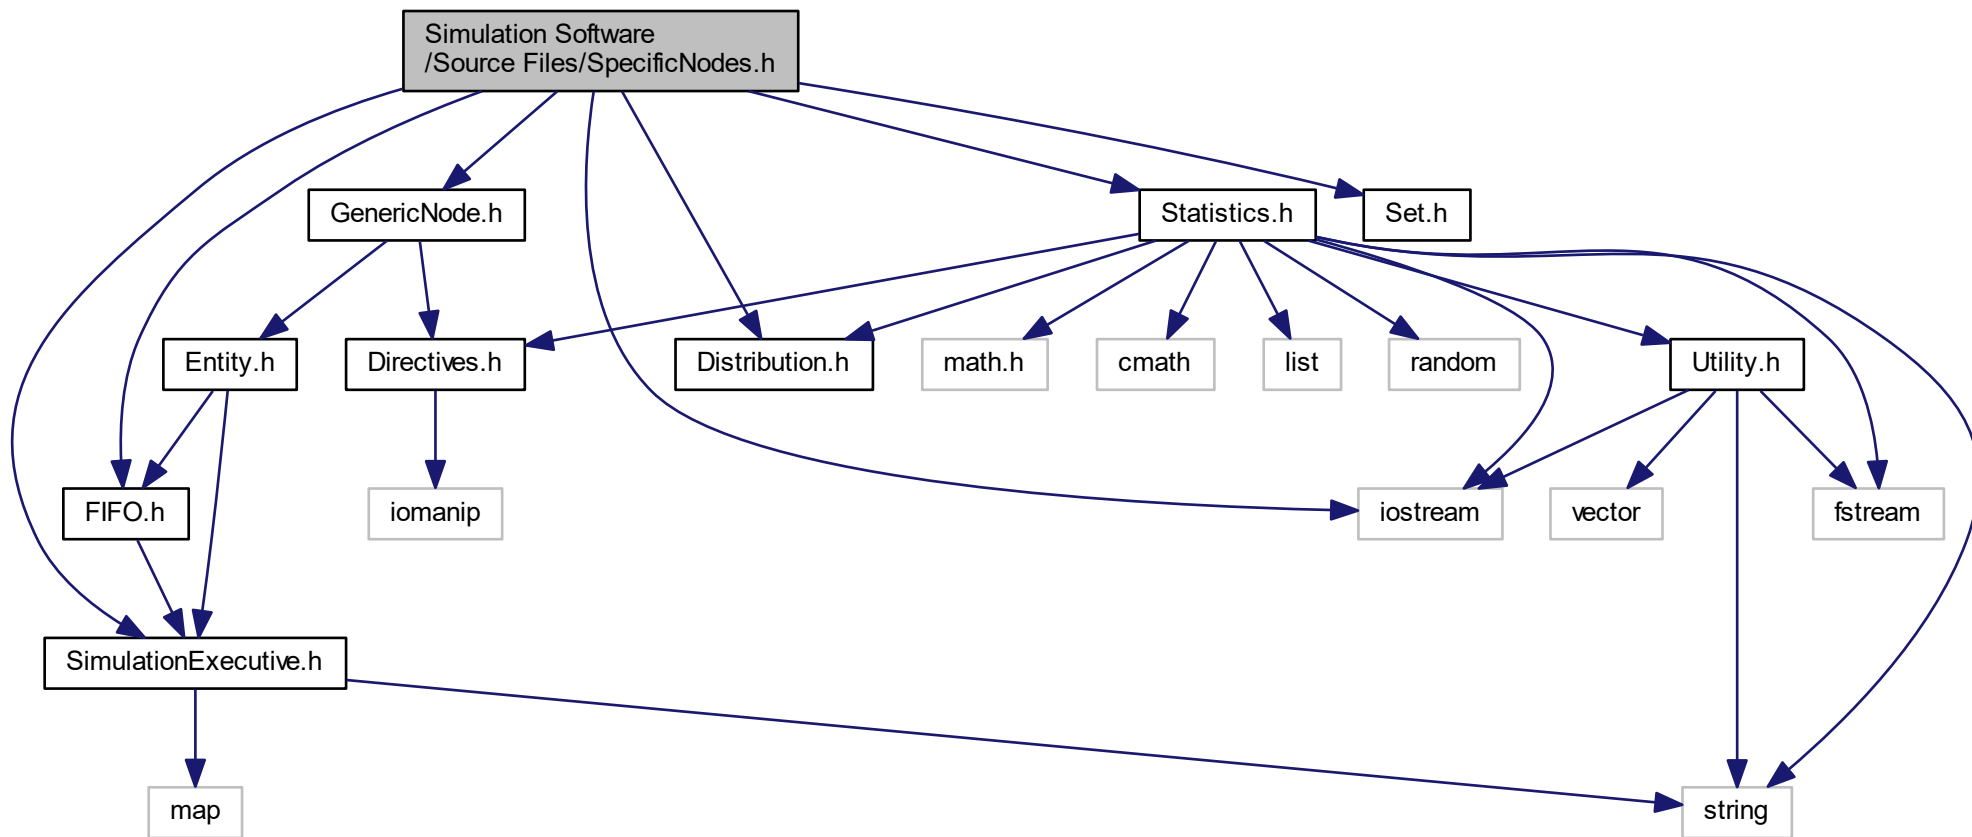 Simulation Software
/Source Files/SpecificNodes.h
GenericNode.h
Statistics.h
Set.h
Entity.h
Directives.h
Distribution.h
math.h
cmath
list
random
Utility.h
FIFO.h
iomanip
iostream
vector
fstream
SimulationExecutive.h
map
string